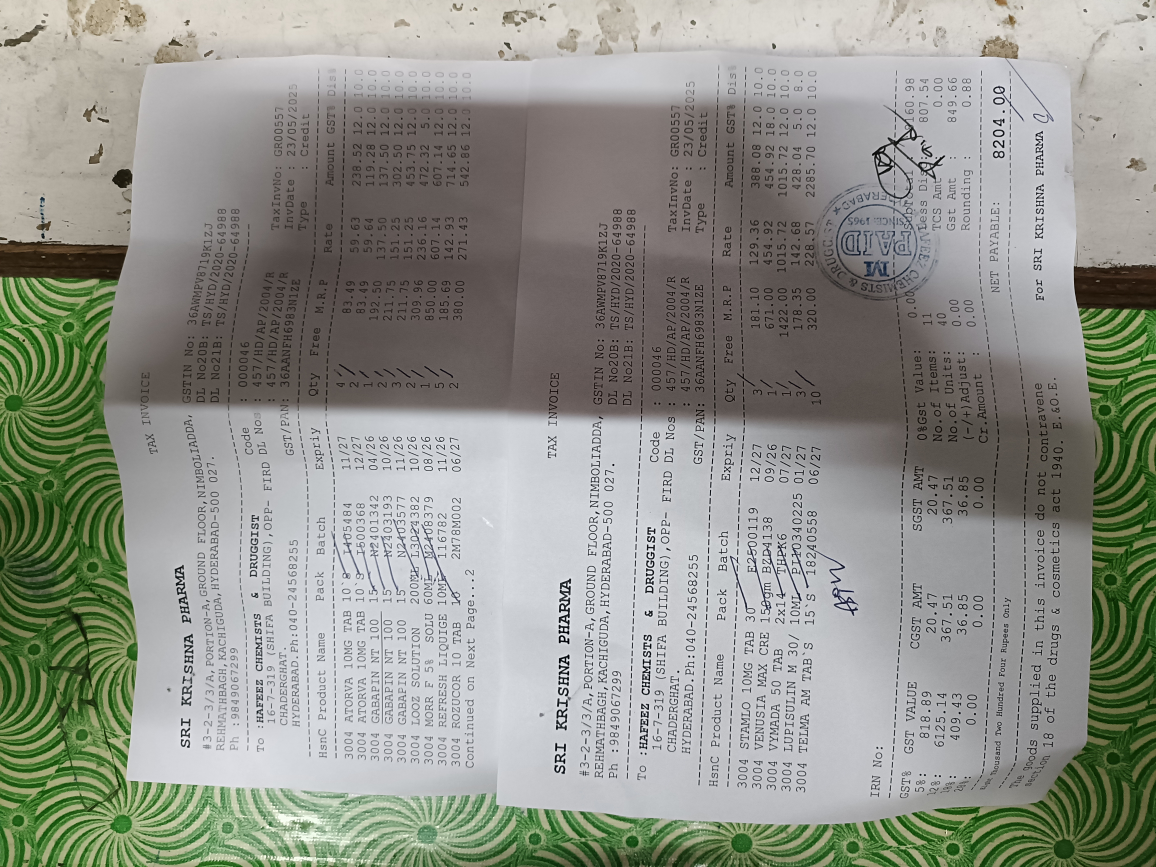 TAX INVOICE
SRI KRISHNA PHARMA
#3-2-3/3/A,PORTION-A,GROUND FLOOR,NIMBOLIADDA, GSTIN No: 36AWMPV8719K1ZJ
REHMATHBAGH,KACHIGUDA,HYDERABAD-500 027. DL No20B: TS/HYD/2020-64988
Ph :9849067299 DL No21B: TS/HYD/2020-64988
To :HAFEEZ CHEMISTS & DRUGGIST Code : 000046 TaxInvNo: GR00557
16-7-319 (SHIFA BUILDING),OPP- FIRD DL Nos : 457/HD/AP/2004/R InvDate : 23/05/2025
CHADERGHAT. : 457/HD/AP/2004/R Type : Credit
HYDERABAD.Ph:040-24568255 GST/PAN: 36AANFH6983N1ZE
HsnC Product Name Pack Batch Expriy Qty Free M.R.P Rate Amount GST% Dis%
3004 ATORVA 10MG TAB 10'S I405484 11/27 4 83.49 59.63 238.52 12.0 10.0
3004 ATORVA 10MG TAB 10'S I500368 12/27 2 83.49 59.64 119.28 12.0 10.0
3004 GABAPIN NT 100 15 N2401342 04/26 1 192.50 137.50 137.50 12.0 10.0
3004 GABAPIN NT 100 15 N2403193 10/26 2 211.75 151.25 302.50 12.0 10.0
3004 GABAPIN NT 100 15 N2403577 11/26 3 211.75 151.25 453.75 12.0 10.0
3004 LOOZ SOLUTION 200ML L3024382 10/26 2 309.96 236.16 472.32 5.0 10.0
3004 MORR F 5% SOLU 60ML M2408379 08/26 1 850.00 607.14 607.14 12.0 10.0
3004 REFRESH LIQUIGE 10ML 116782 11/26 5 185.69 142.93 714.65 12.0 10.0
3004 ROZUCOR 10 TAB 10 2M78M002 06/27 2 380.00 271.43 542.86 12.0 10.0
Continued on Next Page...2
TAX INVOICE
SRI KRISHNA PHARMA
#3-2-3/3/A,PORTION-A,GROUND FLOOR,NIMBOLIADDA, GSTIN No: 36AWMPV8719K1ZJ
REHMATHBAGH,KACHIGUDA,HYDERABAD-500 027. DL No20B: TS/HYD/2020-64988
Ph :9849067299 DL No21B: TS/HYD/2020-64988
To :HAFEEZ CHEMISTS & DRUGGIST Code : 000046 TaxInvNo: GR00557
16-7-319 (SHIFA BUILDING),OPP- FIRD DL Nos : 457/HD/AP/2004/R InvDate : 23/05/2025
CHADERGHAT. : 457/HD/AP/2004/R Type : Credit
HYDERABAD.Ph:040-24568255 GST/PAN: 36AANFH6983N1ZE
HsnC Product Name Pack Batch Expriy Qty Free M.R.P Rate Amount GST% Dis%
3004 STAMLO 10MG TAB 30 E2500119 12/27 3 181.10 129.36 388.08 12.0 10.0
3004 VENUSIA MAX CRE 150gm BZD4138 09/26 1 671.00 454.92 454.92 18.0 10.0
3004 VYMADA 50 TAB 2x14 THPK6 07/27 1 1422.00 1015.72 1015.72 12.0 10.0
3004 LUPISULIN M 30/ 10ML 01/27 3 178.35 142.68 428.04 5.0 8.0
3004 TELMA AM TAB'S 15'S 18240558 06/27 10 320.00 228.57 2285.70 12.0 10.0
IRN No:
GST% GST VALUE CGST AMT SGST AMT 0%Gst Value: 0.00
5%: 818.89 20.47 20.47 No.of Items: 11 Less Dis 807.54
12%: 6125.14 367.51 367.51 No.of Units: 40 TCS Amt : 0.00
18%: 409.43 36.85 36.85 (-/+)Adjust: 0.00 Gst Amt : 849.66
28%: 0.00 0.00 0.00 Cr.Amount : 0.00 Rounding : 0.88
Thousand Two Hundred Four Rupees Only NET PAYABLE: 8204.00
The goods supplied in this invoice do not contravene
section 18 of the drugs & cosmetics act 1940. E.&O.E. For SRI KRISHNA PHARMA
M
PAID
SINCE: 1965